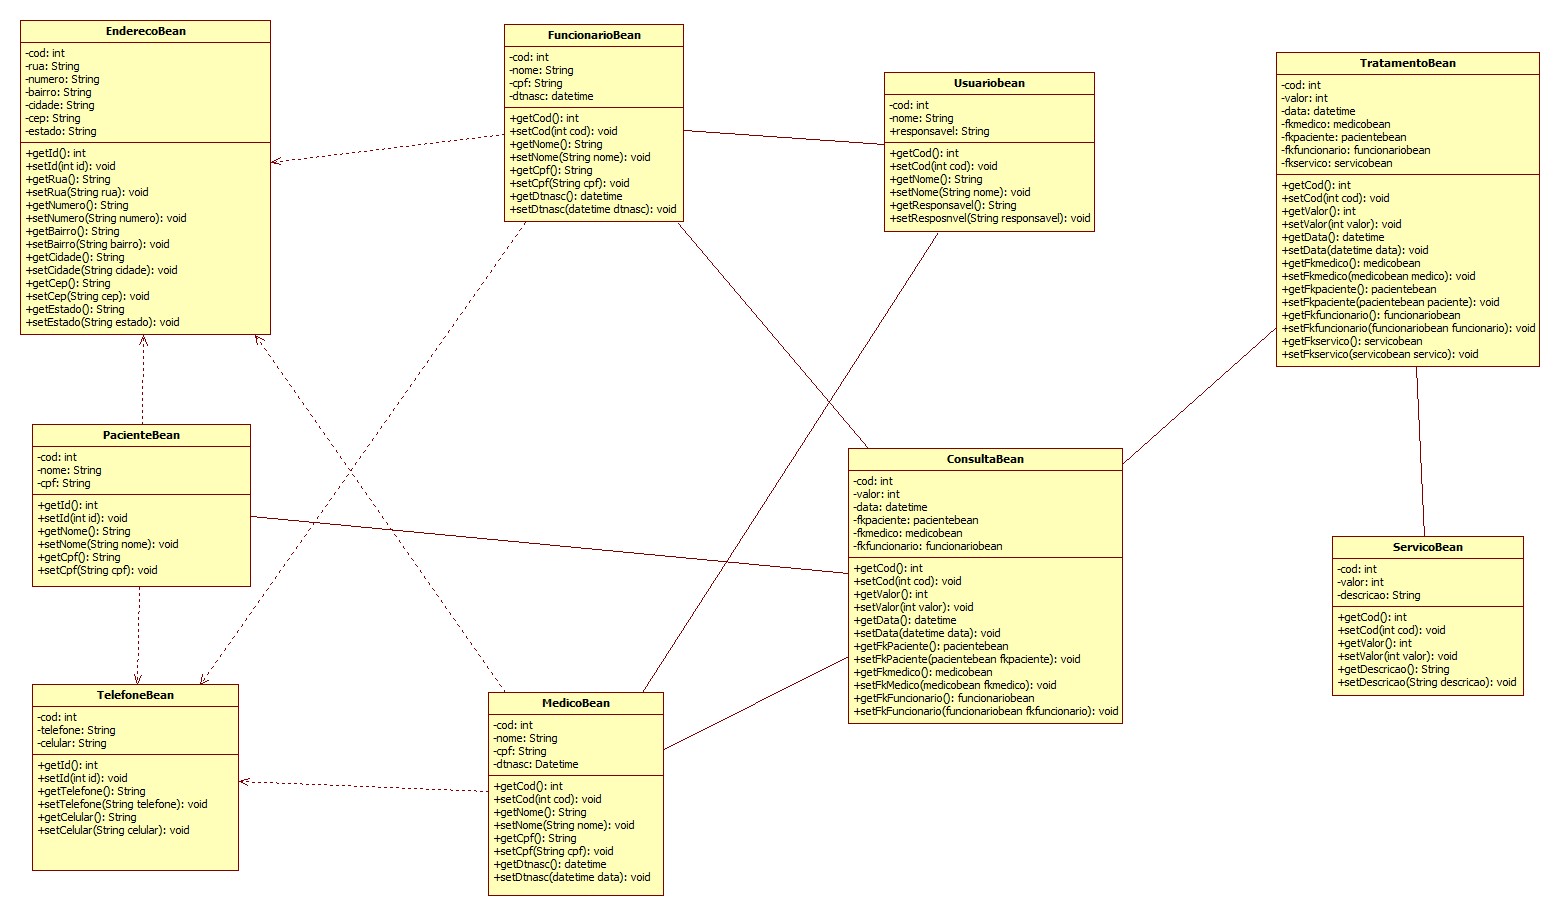 EnderecoBean
-cod: int
-rua: String
-numero: String
-bairro: String
-cidade: String
-cep: String
-estado: String
+getId(): int
+setId(int id): void
+getRua(): String
+setRua(String rua): void
+getNumero(): String
+setNumero(String numero): void
+getBairro(): String
+setBairro(String bairro): void
+getCidade(): String
+setCidade(String cidade): void
+getCep(): String
+setCep(String cep): void
+getEstado(): String
+setEstado(String estado): void
FuncionarioBean
-cod: int
-nome: String
-cpf: String
-dtnasc: datetime
+getCod(): int
+setCod(int cod): void
+getNome(): String
+setNome(String nome): void
+getCpf(): String
+setCpf(String cpf): void
+getDtnasc(): datetime
+setDtnasc(datetime dtnasc): void
Usuariobean
-cod: int
-nome: String
+responsavel: String
+getCod(): int
+setCod(int cod): void
+getNome(): String
+setNome(String nome): void
+getResponsavel(): String
+setResposnvel(String responsavel): void
TratamentoBean
-cod: int
-valor: int
-data: datetime
-fkmedico: medicobean
-fkpaciente: pacientebean
-fkfuncionario: funcionariobean
-fkservico: servicobean
+getCod(): int
+setCod(int cod): void
+getValor(): int
+setValor(int valor): void
+getData(): datetime
+setData(datetime data): void
+getFkmedico(): medicobean
+setFkmedico(medicobean medico): void
+getFkpaciente(): pacientebean
+setFkpaciente(pacientebean paciente): void
+getFkfuncionario(): funcionariobean
+setFkfuncionario(funcionariobean funcionario): void
+getFkservico(): servicobean
+setFkservico(servicobean servico): void
PacienteBean
-cod: int
-nome: String
-cpf: String
+getId(): int
+setId(int id): void
+getNome(): String
+setNome(String nome): void
+getCpf(): String
+setCpf(String cpf): void
ConsultaBean
-cod: int
-valor: int
-data: datetime
-fkpaciente: pacientebean
-fkmedico: medicobean
-fkfuncionario: funcionariobean
+getCod(): int
+setCod(int cod): void
+getValor(): int
+setValor(int valor): void
+getData(): datetime
+setData(datetime data): void
+getFkPaciente(): pacientebean
+setFkPaciente(pacientebean fkpaciente): void
+getFkmedico(): medicobean
+setFkMedico(medicobean fkmedico): void
+getFkFuncionario(): funcionariobean
+setFkFuncionario(funcionariobean fkfuncionario): void
ServicoBean
-cod: int
-valor: int
-descricao: String
+getCod(): int
+setCod(int cod): void
+getValor(): int
+setValor(int valor): void
+getDescricao(): String
+setDescricao(String descricao): void
TelefoneBean
-cod: int
-telefone: String
-celular: String
+getId(): int
+setId(int id): void
+getTelefone(): String
+setTelefone(String telefone): void
+getCelular(): String
+setCelular(String celular): void
MedicoBean
-cod: int
-nome: String
-cpf: String
-dtnasc: Datetime
+getCod(): int
+setCod(int cod): void
+getNome(): String
+setNome(String nome): void
+getCpf(): String
+setCpf(String cpf): void
+getDtnasc(): datetime
+setDtnasc(datetime data): void